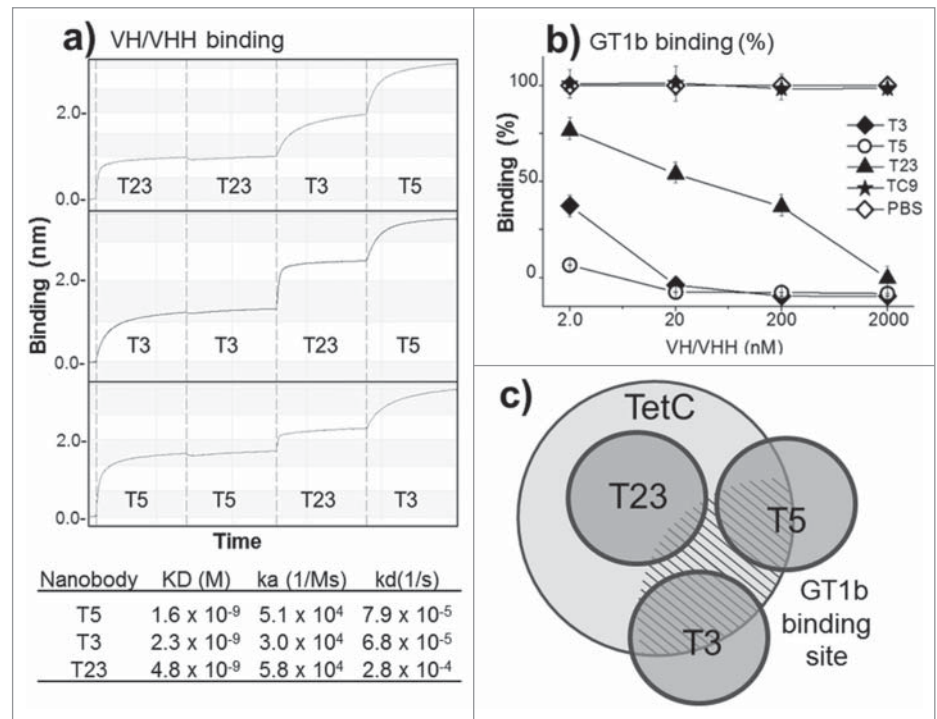 a) VH/VHH binding
2.0-
0.0-
T23 T23 T3 T5
2.0-
0.0-
T3 T3 T23 T5
2.0-
0.0-
T5 T5 T23 T3
Binding (nm)
Time
Nanobody KD (M) ka (1/Ms) kd(1/s)
T5 1.6 x 10-9 5.1 x 10⁴ 7.9 x 10-5
T3 2.3 x 10-9 3.0 x 10⁴ 6.8 x 10-5
T23 4.8 x 10-9 5.8 x 10⁴ 2.8 x 10-4
b) GT1b binding (%)
Binding (%)
100
50.0
0
T3
T5
T23
TC9
PBS
2.0 20 200 2000
VH/VHH (nM)
c)
TetC
T23
T5
T3
GT1b
binding
site